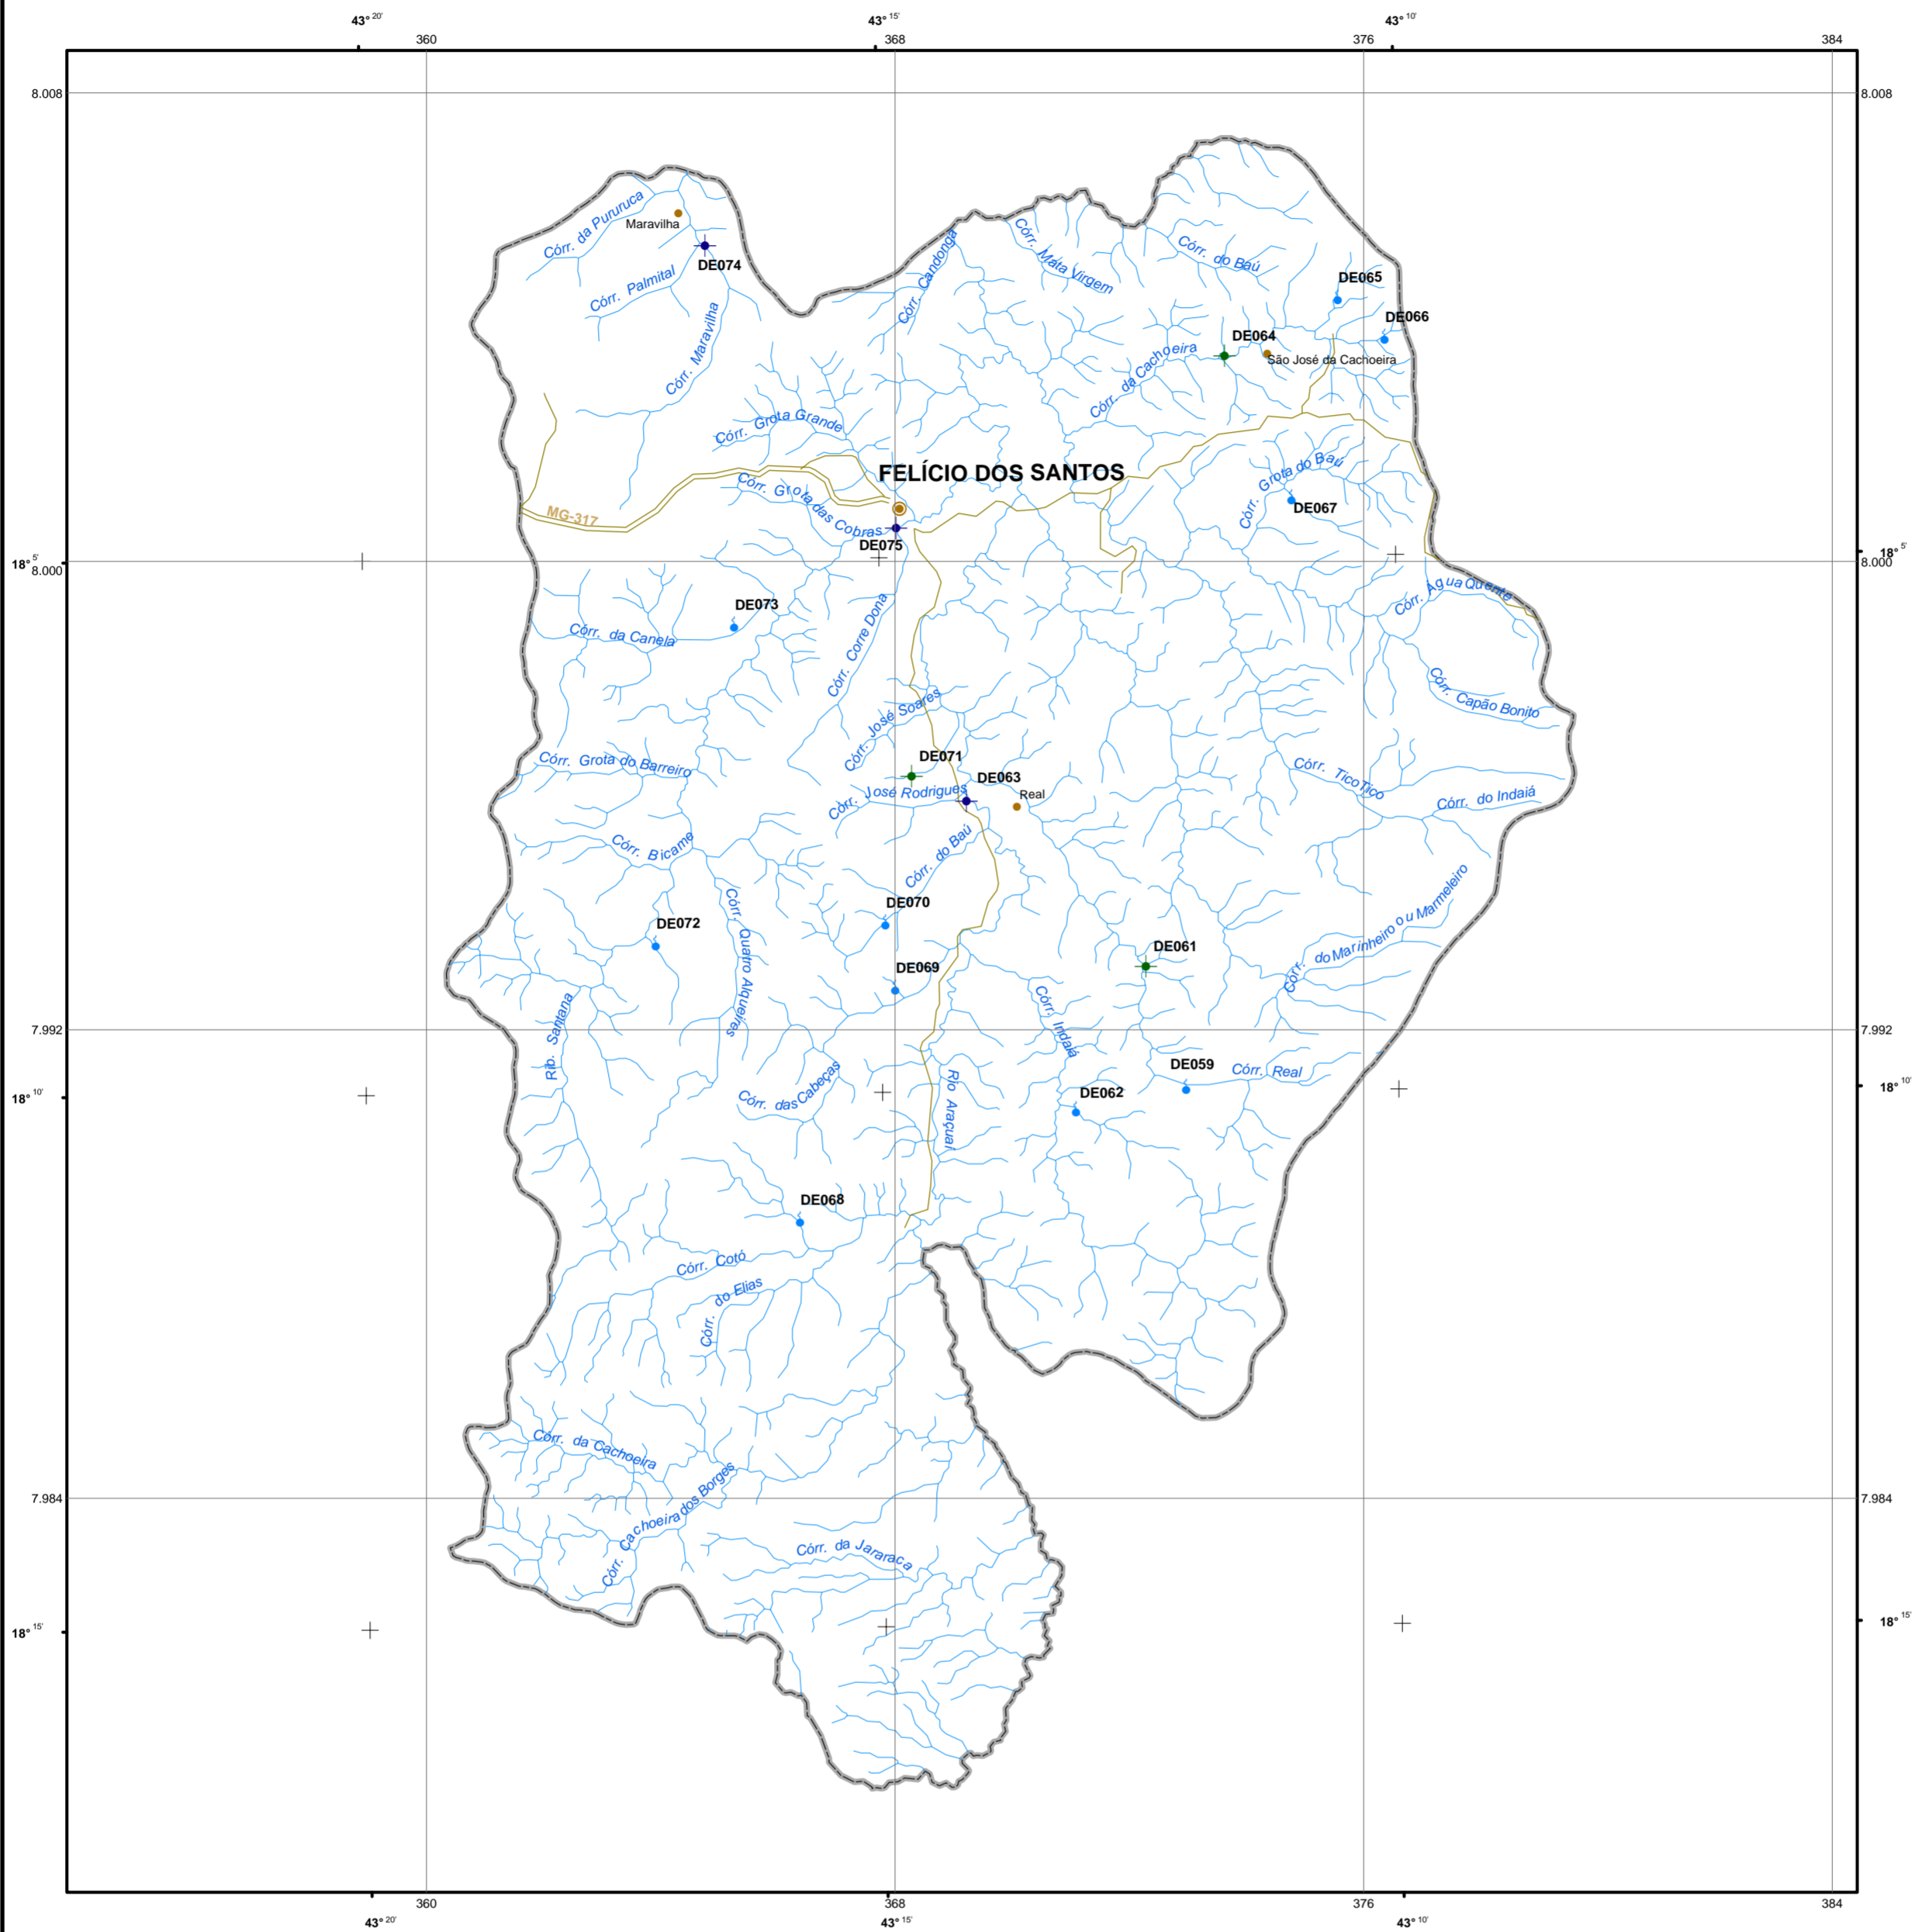 43° 20'
43° 15'
43° 10'
360
368
376
384
8.008
8.008
Córr. da Pururuca
Maravilha
DE074
Córr. Palmital
Córr. Maravilha
Córr. Candonga
Córr. Mata Virgem
Córr. do Baú
DE065
DE066
DE064
São José da Cachoeira
Córr. da Cachoeira
Córr. Grota Grande
FELÍCIO DOS SANTOS
Córr. Grota do Baú
Córr. Grota das Cobras
MG-317
DE067
DE075
18° 5'
8.000
18° 5'
8.000
Córr. Água Quente
DE073
Córr. da Canela
Córr. Corre Dona
Córr. José Soares
Córr. Capão Bonito
Córr. Grota do Barreiro
DE071
DE063
Real
Córr. José Rodrigues
Córr. TicoTico
Córr. do Indaiá
Córr. Bicame
Córr. do Baú
Córr. Quatro Alqueires
DE070
DE072
Córr. do Marinheiro ou Marmeleiro
DE061
DE069
Rib. Santana
Córr. Indaiá
7.992
7.992
DE059
Córr. Real
Córr. das Cabeças
Rio Araçuaí
DE062
18° 10'
18° 10'
DE068
Córr. Cotó
Córr. do Elias
Córr. da Cachoeira
Córr. Cachoeira dos Borges
7.984
7.984
Córr. da Jararaca
18° 15'
18° 15'
360
368
376
384
43° 20'
43° 15'
43° 10'